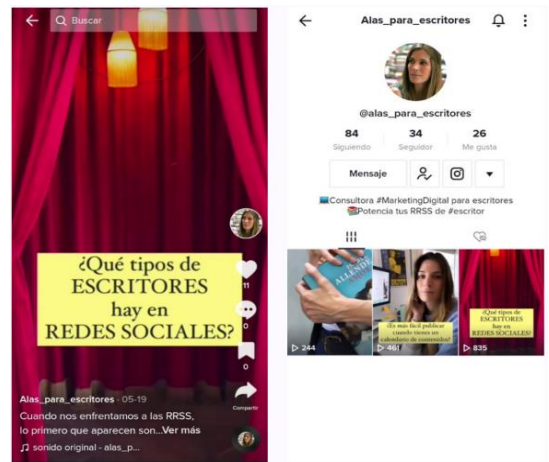 Buscar
¿Qué tipos de
ESCRITORES
hay en
REDES SOCIALES?
11
0
0
Compartir
Alas_para_escritores · 05-19
Cuando nos enfrentamos a las RRSS,
lo primero que aparecen son...Ver más
sonido original - alas_p...
Alas_para_escritores
@alas_para_escritores
84 34 26
Siguiendo Seguidor Me gusta
Mensaje
Consultora #MarketingDigital para escritores
Potencia tus RRSS de #escritor
ALLENDE
244
¿Es más fácil publicar
cuando tienes un
calendario de contenidos?
461
¿Qué tipos de
ESCRITORES
hay en
REDES SOCIALES?
835